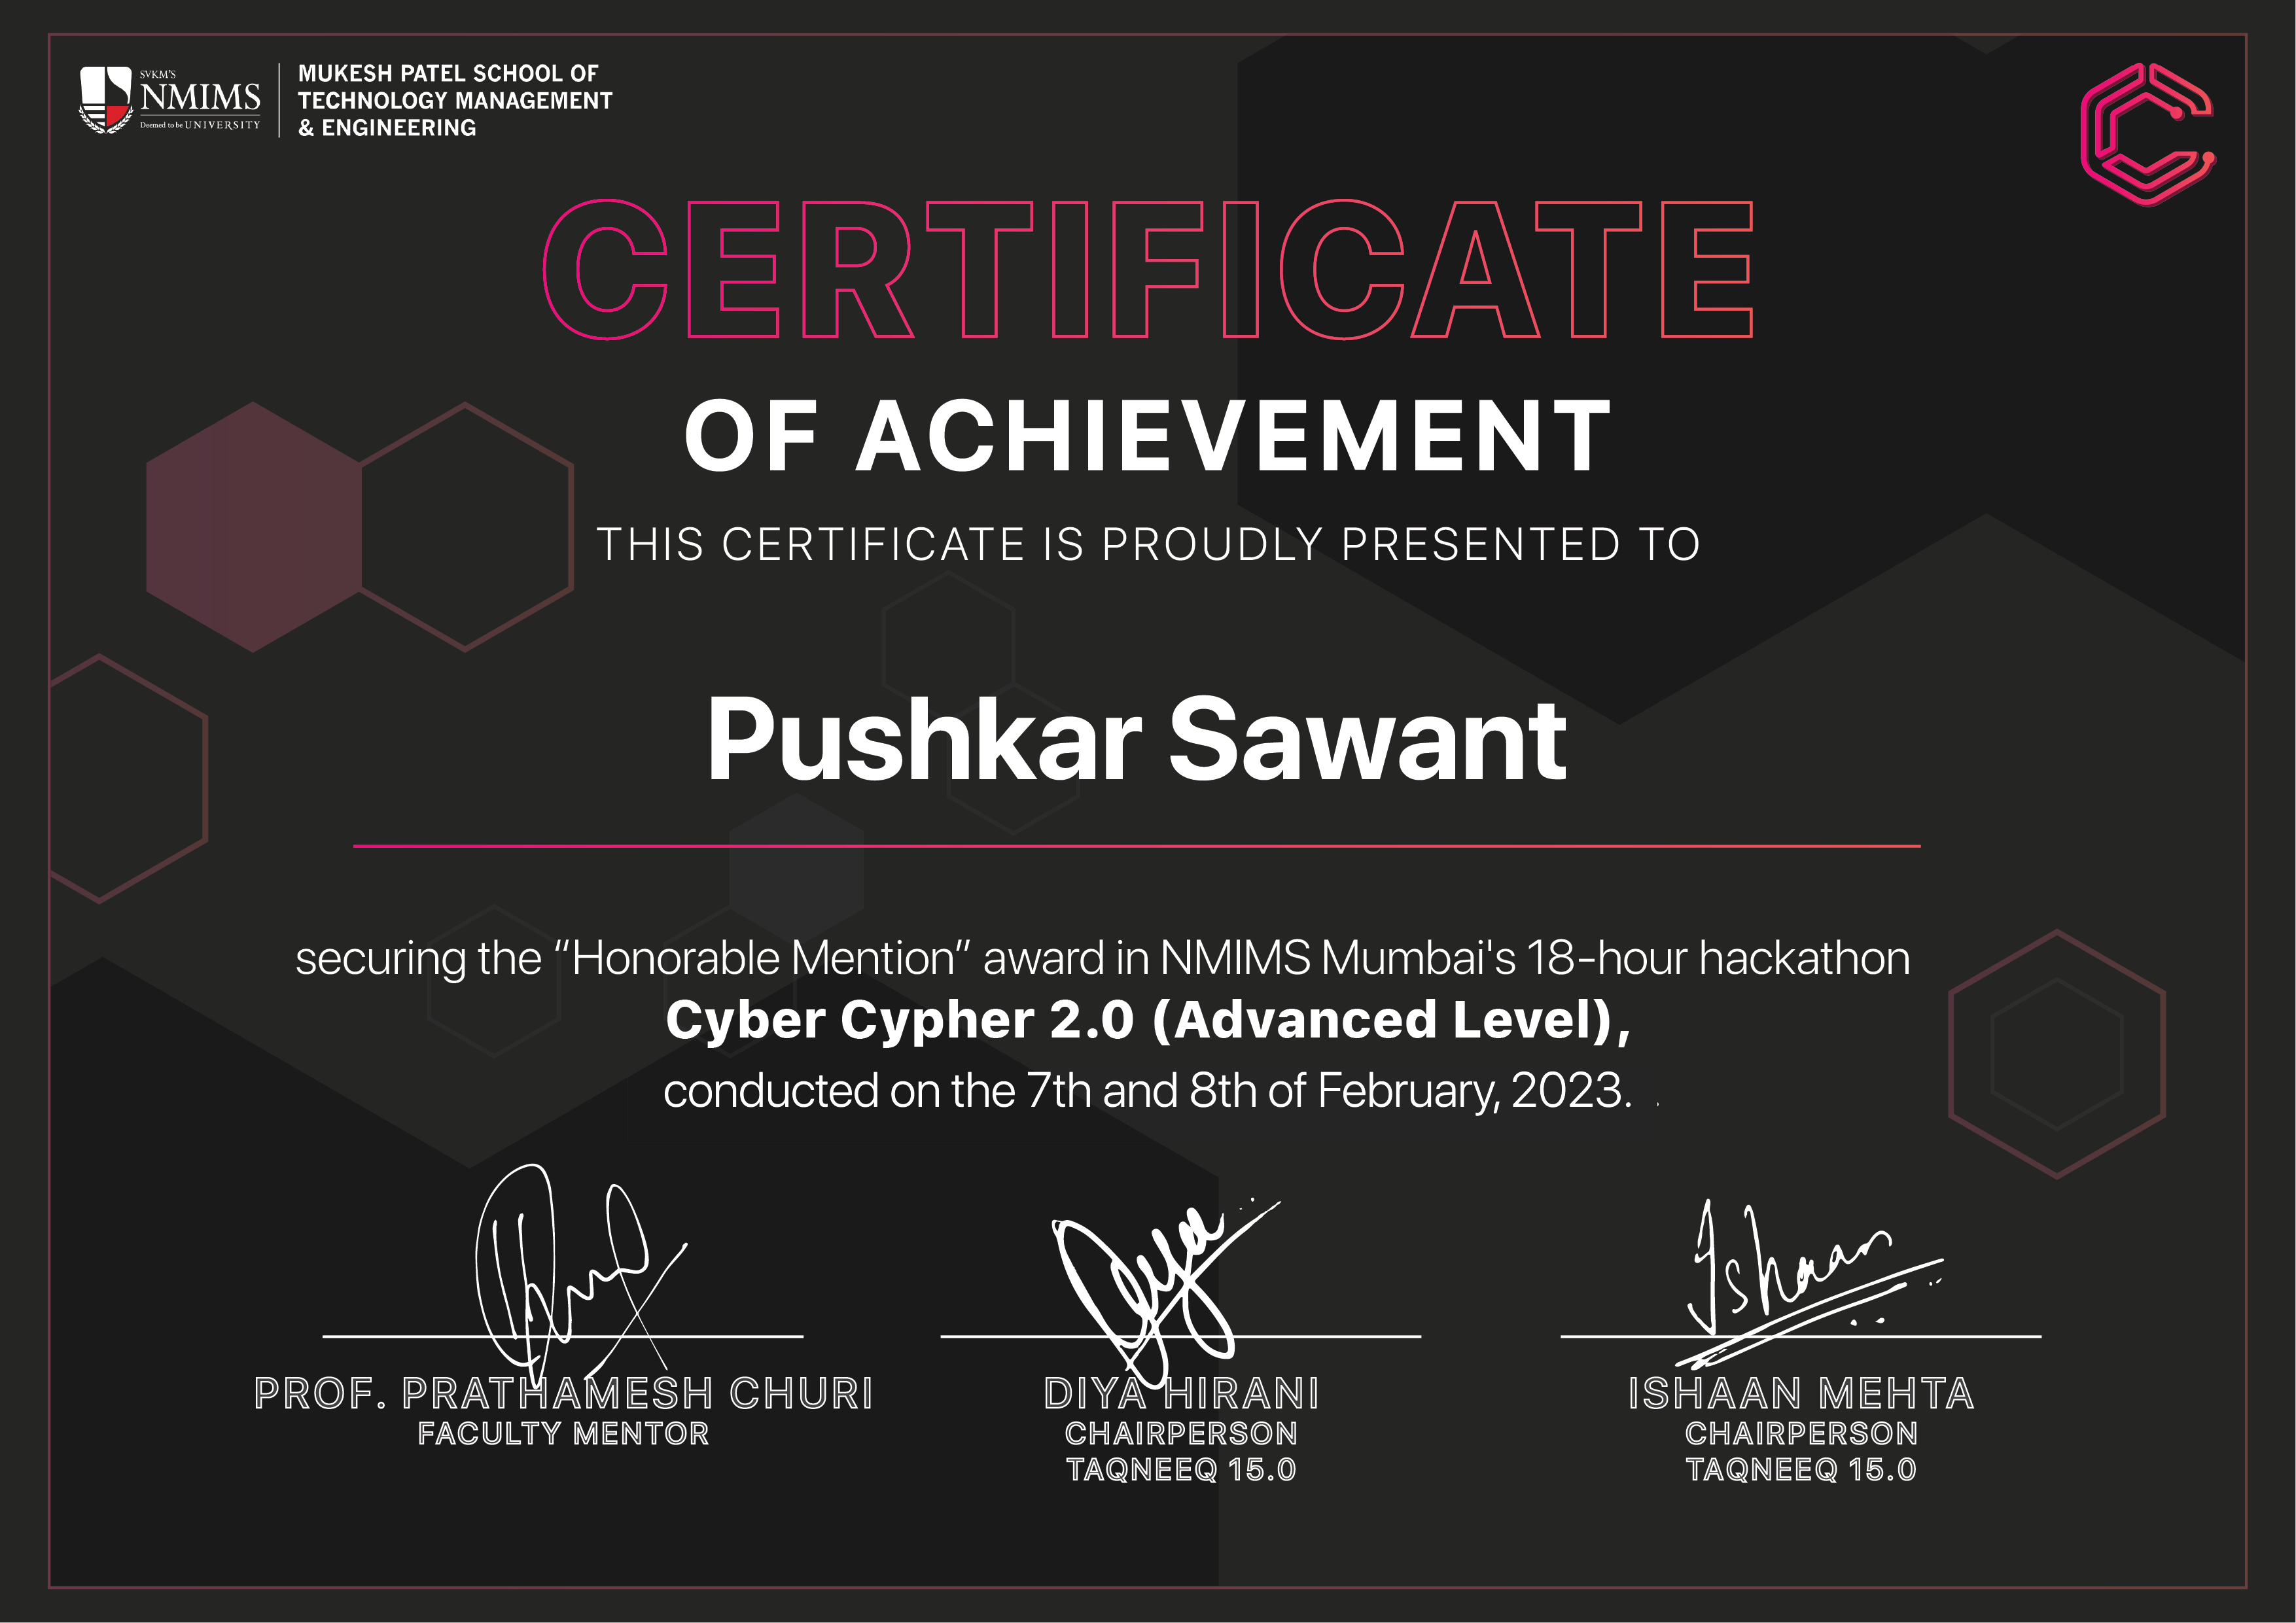 SVKM'S
NMIMS
Deemed to be UNIVERSITY
MUKESH PATEL SCHOOL OF
TECHNOLOGY MANAGEMENT
& ENGINEERING
CERTIFICATE
OF ACHIEVEMENT
THIS CERTIFICATE IS PROUDLY PRESENTED TO
Pushkar Sawant
securing the “Honorable Mention” award in NMIMS Mumbai's 18-hour hackathon
Cyber Cypher 2.0 (Advanced Level),
conducted on the 7th and 8th of February, 2023. .
Diya
Ishaan
PROF. PRATHAMESH CHURI
FACULTY MENTOR
DIYA HIRANI
CHAIRPERSON
TAQNEEQ 15.0
ISHAAN MEHTA
CHAIRPERSON
TAQNEEQ 15.0